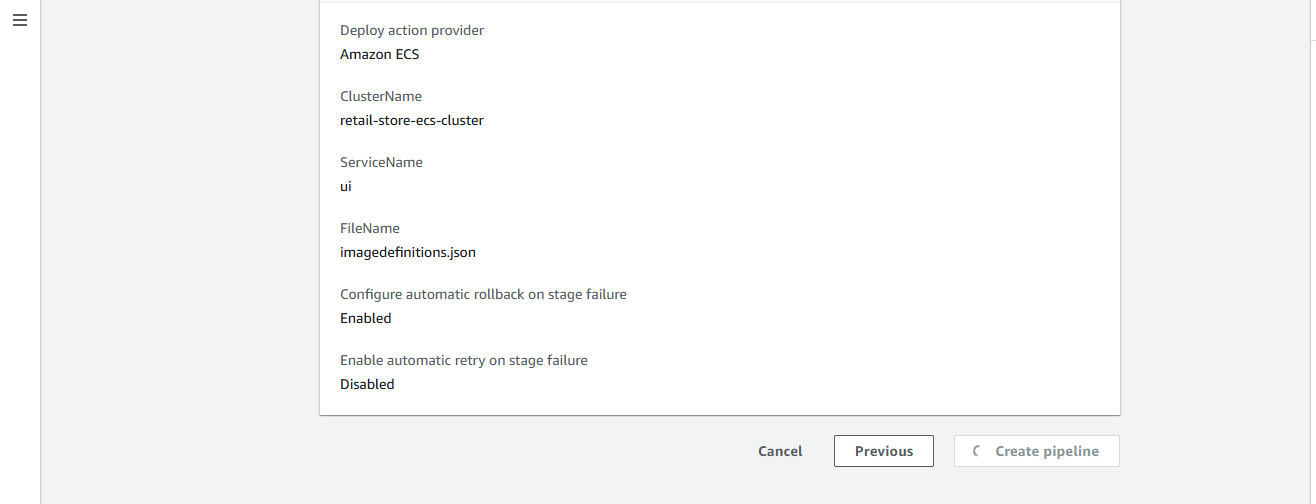 Deploy action provider
Amazon ECS
ClusterName
retail-store-ecs-cluster
ServiceName
ui
FileName
imagedefinitions.json
Configure automatic rollback on stage failure
Enabled
Enable automatic retry on stage failure
Disabled
Cancel Previous Create pipeline